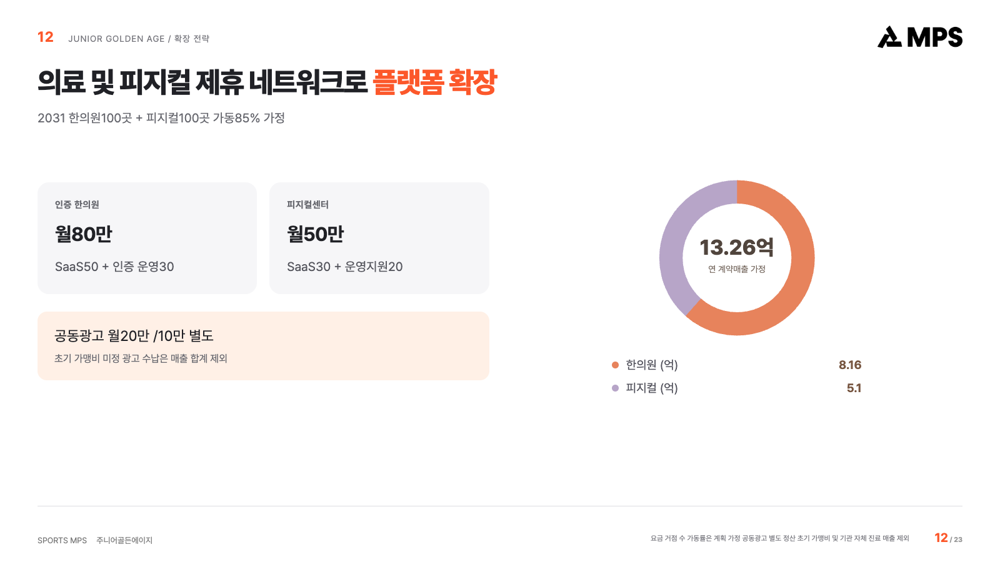 12 JUNIOR GOLDEN AGE / 확장 전략
MPS
의료 및 피지컬 제휴 네트워크로 플랫폼 확장
2031 한의원100곳 + 피지컬100곳 가동85% 가정
인증 한의원
월80만
SaaS50 + 인증 운영30
피지컬센터
월50만
SaaS30 + 운영지원20
공동광고 월20만 /10만 별도
초기 가맹비 미정 광고 수납은 매출 합계 제외
13.26억
연 계약매출 가정
한의원 (억) 8.16
피지컬 (억) 5.1
SPORTS MPS 주니어골든에이지
요금 거점 수 가동률은 계획 가정 공동광고 별도 정산 초기 가맹비 및 기관 자체 진료 매출 제외
12 / 23